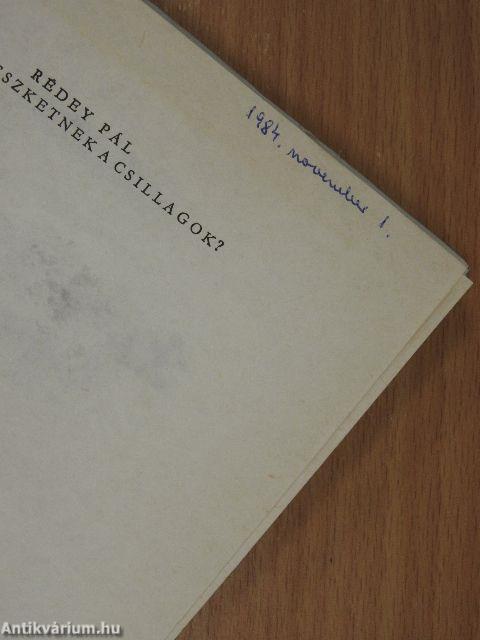 1984. november 1.
RÉDEY PÁL
SZKETNEK A CSILLAGOK?
Antikvárium.hu